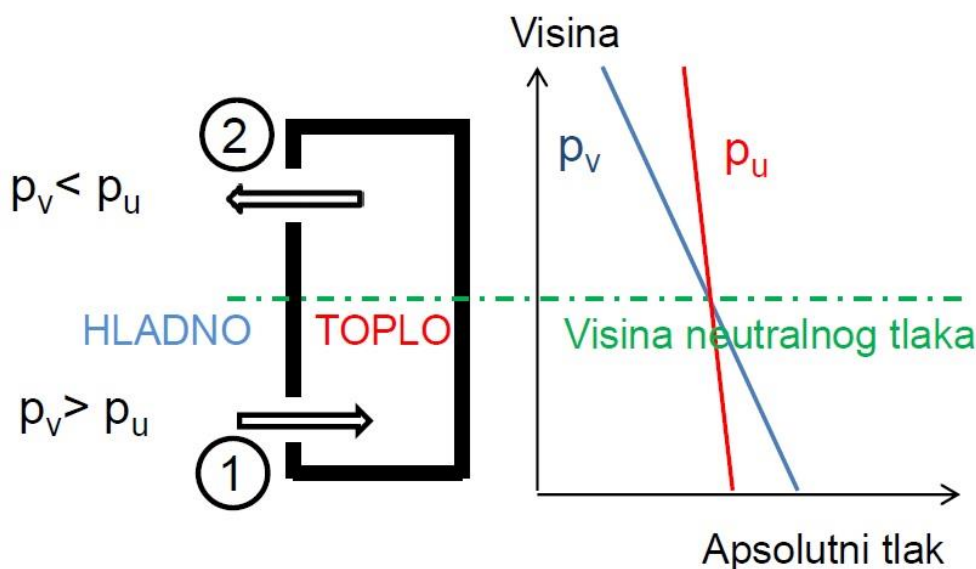 Visina
2
p_v < p_u
p_v
p_u
HLADNO
TOPLO
Visina neutralnog tlaka
p_v > p_u
1
Apsolutni tlak